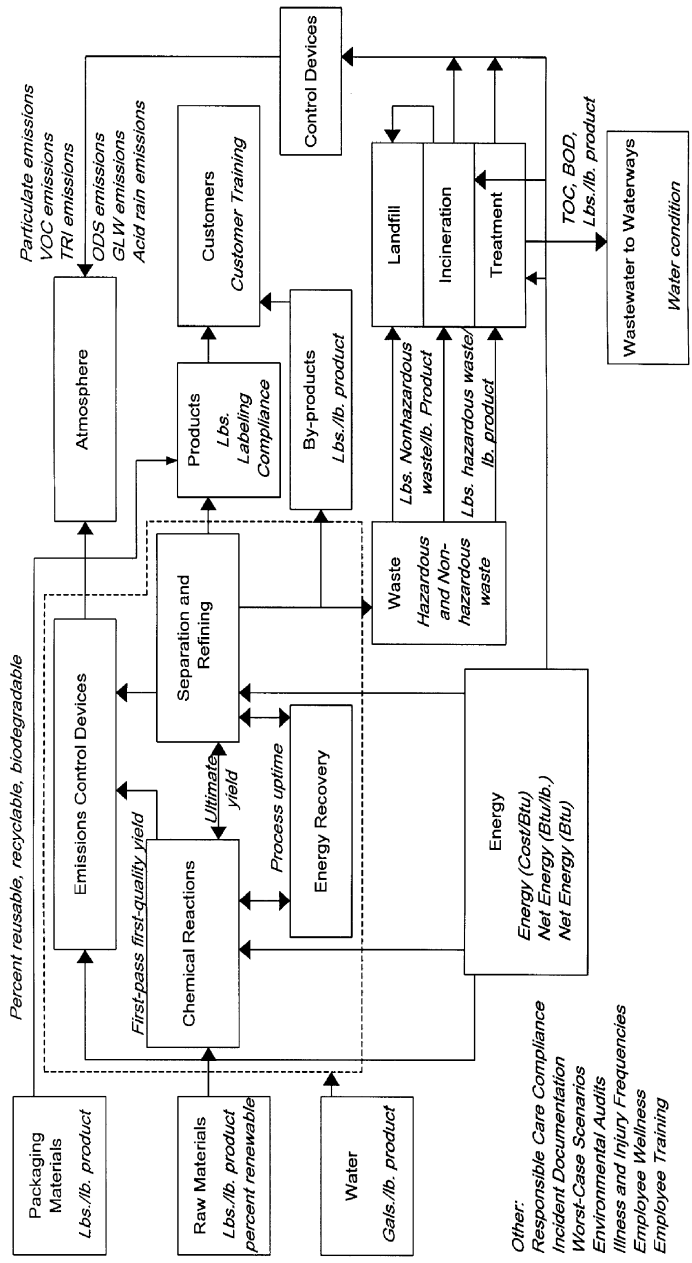 Packaging
Materials
Lbs./lb. product
Raw Materials
Lbs./lb. product
percent renewable
Water
Gals./lb. product
Other:
Responsible Care Compliance
Incident Documentation
Worst-Case Scenarios
Environmental Audits
Illness and Injury Frequencies
Employee Wellness
Employee Training
Percent reusable, recyclable, biodegradable
Emissions Control Devices
First-pass first-quality yield
Chemical Reactions
Ultimate
yield
Separation and
Refining
Process uptime
Energy Recovery
Energy
Energy (Cost/Btu)
Net Energy (Btu/lb.)
Net Energy (Btu)
Atmosphere
Particulate emissions
VOC emissions
TRI emissions
ODS emissions
GLW emissions
Acid rain emissions
Products
Lbs.
Labeling
Compliance
Customers
Customer Training
By-products
Lbs./lb. product
Control Devices
Waste
Hazardous
and Non-
hazardous
waste
Lbs. Nonhazardous
waste/lb. Product
Lbs. hazardous waste/
lb. product
Landfill
Incineration
Treatment
TOC, BOD,
Lbs./lb. product
Wastewater to Waterways
Water condition